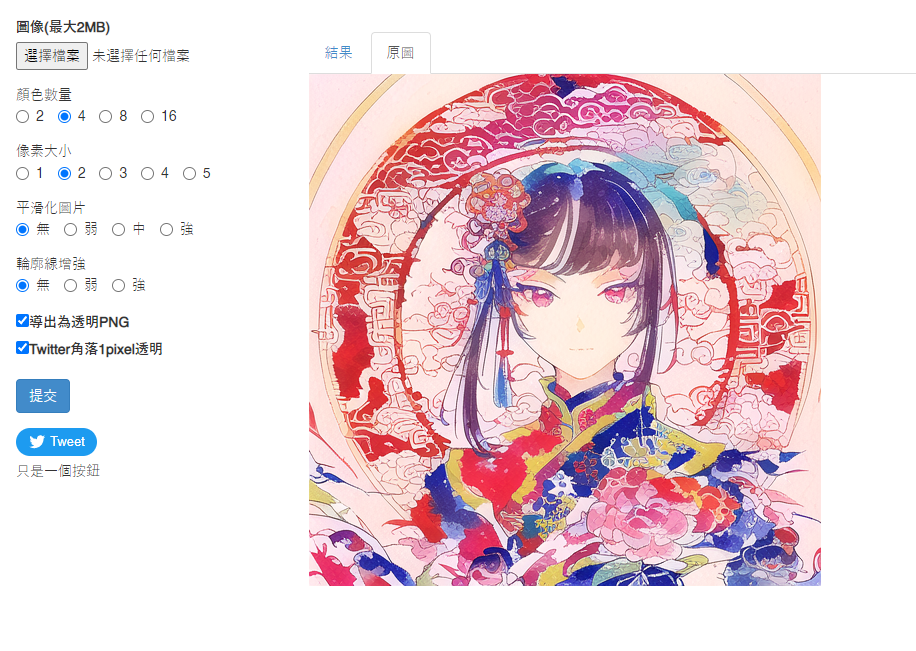 圖像(最大2MB)
選擇檔案 未選擇任何檔案
顏色數量
2 4 8 16
像素大小
1 2 3 4 5
平滑化圖片
無 弱 中 強
輪廓線增強
無 弱 強
導出為透明PNG
Twitter角落1pixel透明
提交
Tweet
只是一個按鈕
結果 原圖